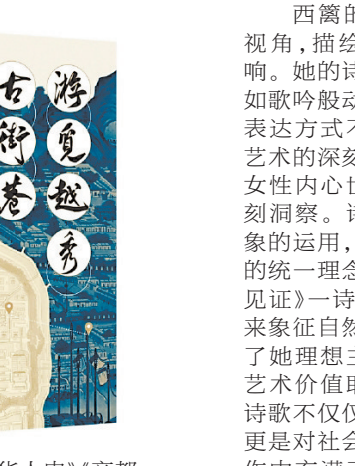 游觅越秀
古街巷
西篱的
视角,描绘
响。她的诗
如歌吟般动
表达方式不
艺术的深刻
女性内心世
刻洞察。诗
象的运用,
的统一理念
见证》一诗
来象征自然
了她理想主
艺术价值取
诗歌不仅仅
更是对社会